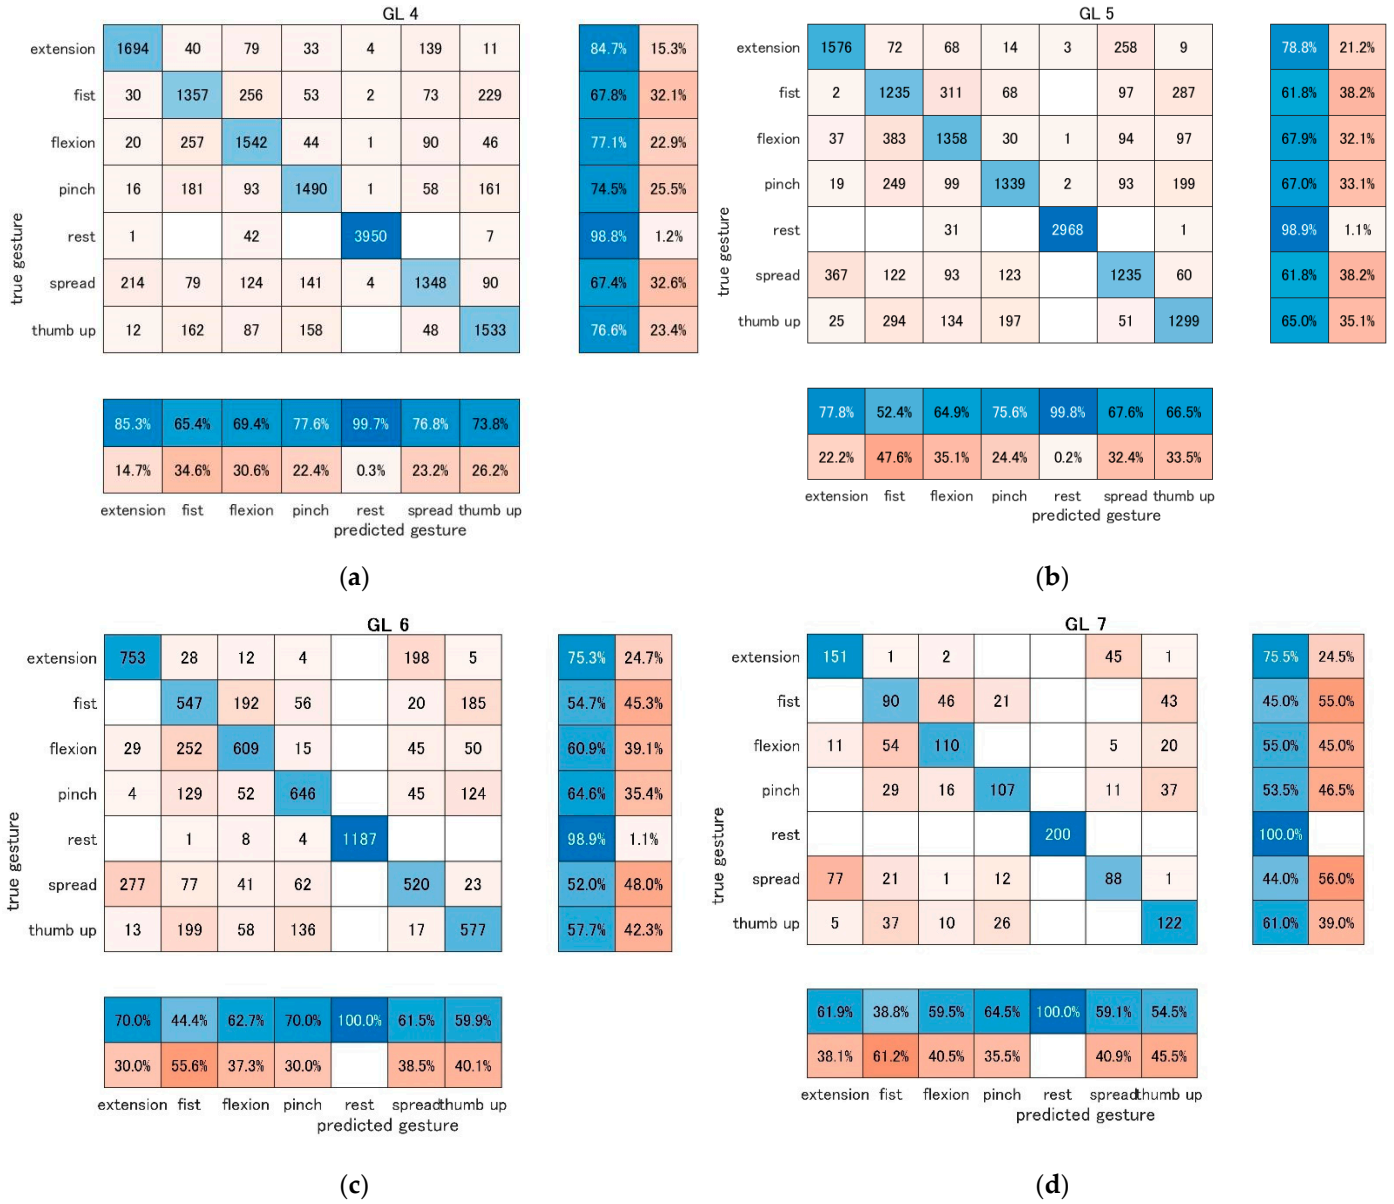 GL 4
extension 1694 40 79 33 4 139 11 84.7% 15.3%
fist 30 1357 256 53 2 73 229 67.8% 32.1%
flexion 20 257 1542 44 1 90 46 77.1% 22.9%
pinch 16 181 93 1490 1 58 161 74.5% 25.5%
rest 1 42 3950 7 98.8% 1.2%
spread 214 79 124 141 4 1348 90 67.4% 32.6%
thumb up 12 162 87 158 48 1533 76.6% 23.4%
true gesture
85.3% 65.4% 69.4% 77.6% 99.7% 76.8% 73.8%
14.7% 34.6% 30.6% 22.4% 0.3% 23.2% 26.2%
extension fist flexion pinch rest spread thumb up
predicted gesture
(a)
GL 5
extension 1576 72 68 14 3 258 9 78.8% 21.2%
fist 2 1235 311 68 97 287 61.8% 38.2%
flexion 37 383 1358 30 1 94 97 67.9% 32.1%
pinch 19 249 99 1339 2 93 199 67.0% 33.1%
rest 31 2968 1 98.9% 1.1%
spread 367 122 93 123 1235 60 61.8% 38.2%
thumb up 25 294 134 197 51 1299 65.0% 35.1%
true gesture
77.8% 52.4% 64.9% 75.6% 99.8% 67.6% 66.5%
22.2% 47.6% 35.1% 24.4% 0.2% 32.4% 33.5%
extension fist flexion pinch rest spread thumb up
predicted gesture
(b)
GL 6
extension 753 28 12 4 198 5 75.3% 24.7%
fist 547 192 56 20 185 54.7% 45.3%
flexion 29 252 609 15 45 50 60.9% 39.1%
pinch 4 129 52 646 45 124 64.6% 35.4%
rest 1 8 4 1187 98.9% 1.1%
spread 277 77 41 62 520 23 52.0% 48.0%
thumb up 13 199 58 136 17 577 57.7% 42.3%
true gesture
70.0% 44.4% 62.7% 70.0% 100.0% 61.5% 59.9%
30.0% 55.6% 37.3% 30.0% 38.5% 40.1%
extension fist flexion pinch rest spread thumb up
predicted gesture
(c)
GL 7
extension 151 1 2 45 1 75.5% 24.5%
fist 90 46 21 43 45.0% 55.0%
flexion 11 54 110 5 20 55.0% 45.0%
pinch 29 16 107 11 37 53.5% 46.5%
rest 200 100.0%
spread 77 21 1 12 88 1 44.0% 56.0%
thumb up 5 37 10 26 122 61.0% 39.0%
true gesture
61.9% 38.8% 59.5% 64.5% 100.0% 59.1% 54.5%
38.1% 61.2% 40.5% 35.5% 40.9% 45.5%
extension fist flexion pinch rest spread thumb up
predicted gesture
(d)